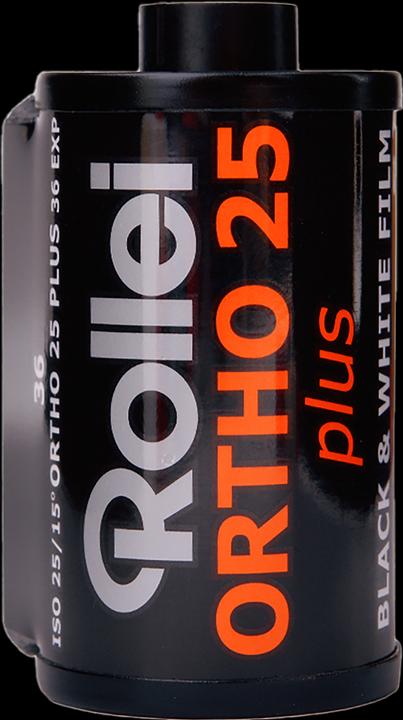 36
ISO 25/15° ORTHO 25 PLUS 36 EXP
Rollei
ORTHO 25
plus
BLACK & WHITE FILM